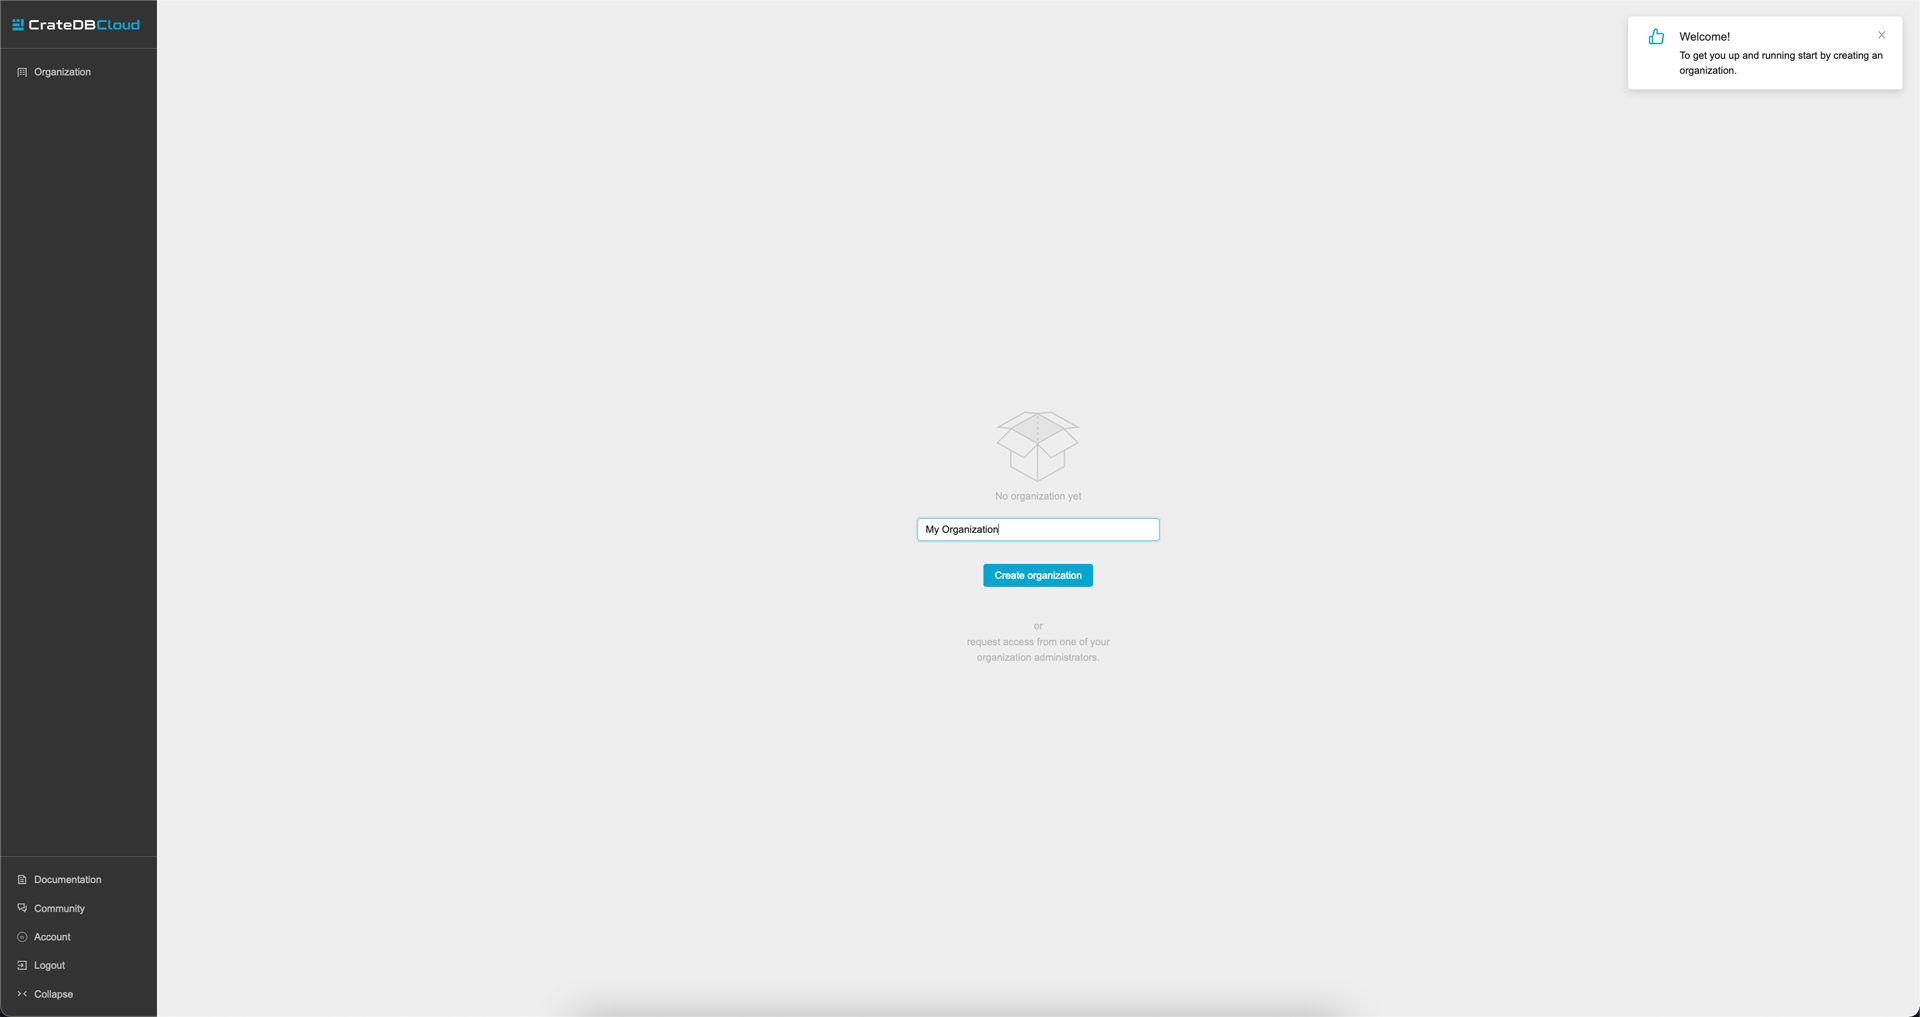 CrateDBCloud
Organization
Welcome!
To get you up and running start by creating an
organization.
No organization yet
My Organization
Create organization
or
request access from one of your
organization administrators.
Documentation
Community
Account
Logout
Collapse